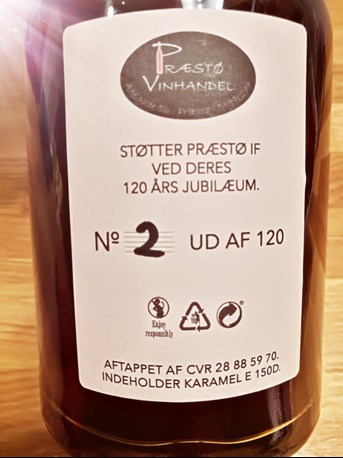 PRÆSTØ
VINHANDEL
STØTTER PRÆSTØ IF
VED DERES
120 ÅRS JUBILÆUM.
Nº 2 UD AF 120
Enjoy
responsibly
AFTAPPET AF CVR 28 88 59 70.
INDEHOLDER KARAMEL E 150D.